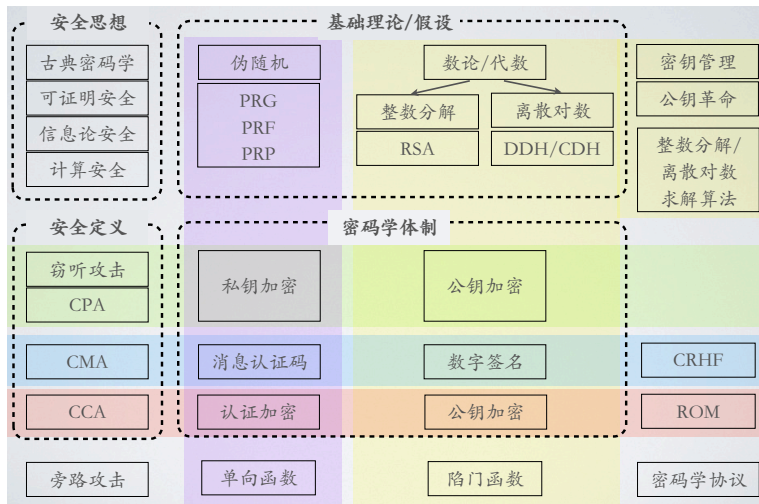 安全思想
基础理论/假设
古典密码学
可证明安全
信息论安全
计算安全
伪随机
PRG
PRF
PRP
数论/代数
整数分解
离散对数
RSA
DDH/CDH
密钥管理
公钥革命
整数分解/
离散对数
求解算法
安全定义
密码学体制
窃听攻击
CPA
私钥加密
公钥加密
CMA
消息认证码
数字签名
CRHF
CCA
认证加密
公钥加密
ROM
旁路攻击
单向函数
陷门函数
密码学协议